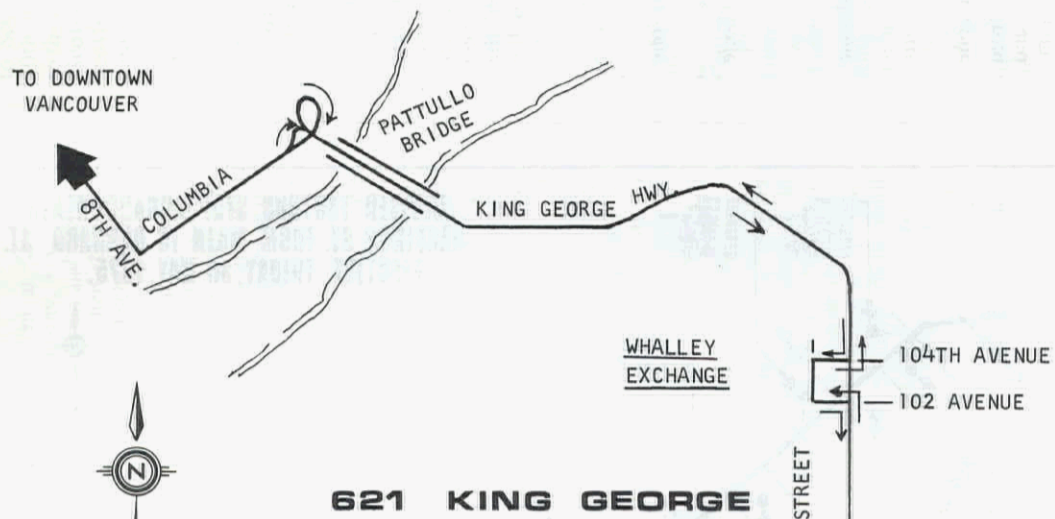 TO DOWNTOWN
VANCOUVER
8TH AVE.
COLUMBIA
PATTULLO
BRIDGE
KING GEORGE HWY.
WHALLEY
EXCHANGE
104TH AVENUE
102 AVENUE
STREET
N
621 KING GEORGE